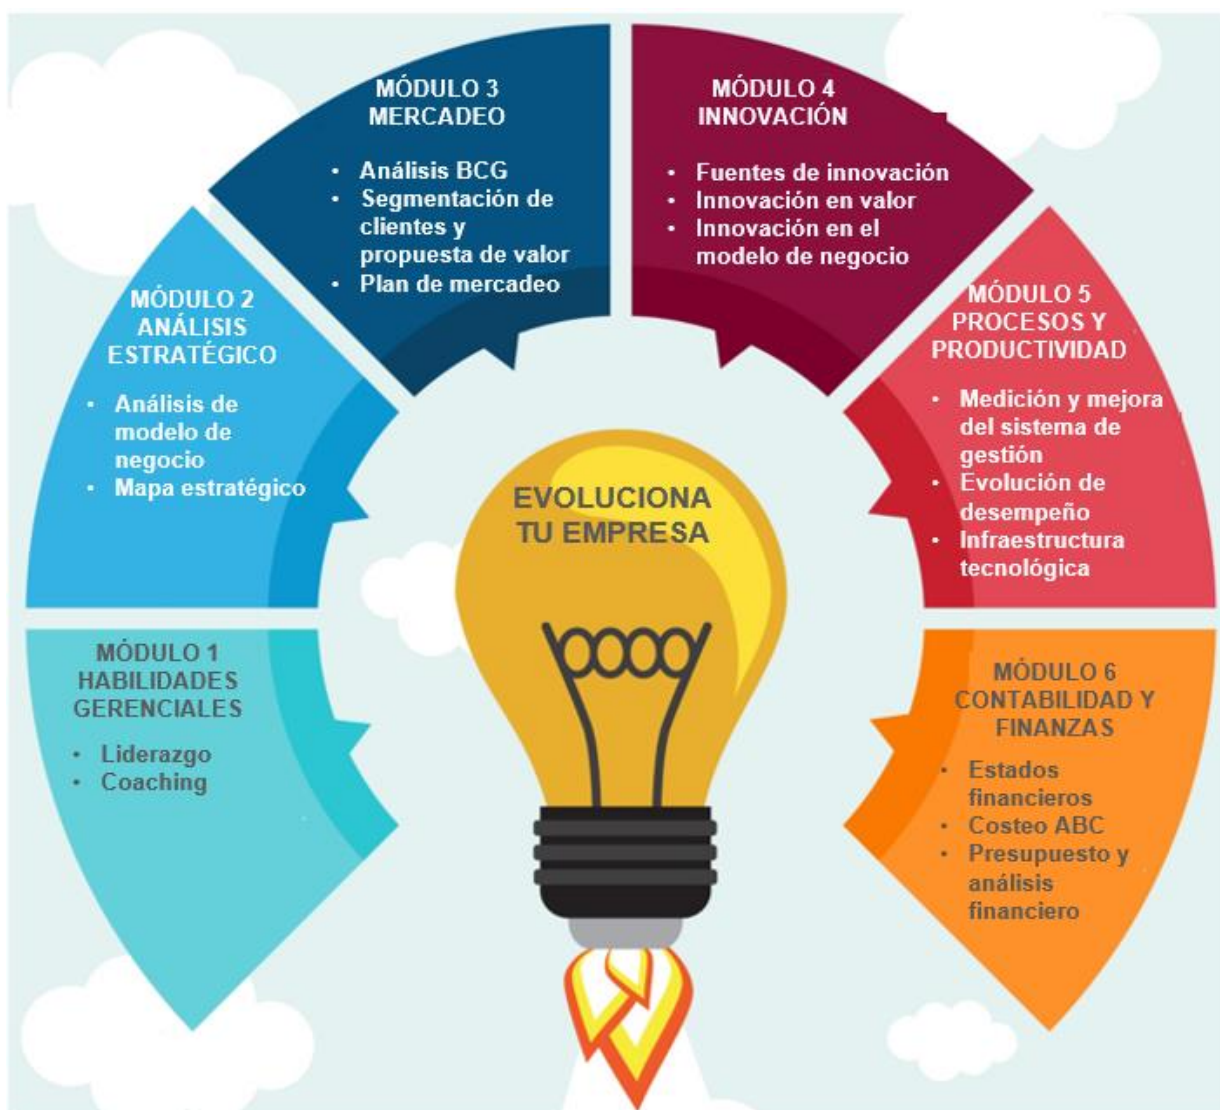 MÓDULO 3
MERCADEO
• Análisis BCG
• Segmentación de
clientes y
propuesta de valor
• Plan de mercadeo
MÓDULO 4
INNOVACIÓN
• Fuentes de innovación
• Innovación en valor
• Innovación en el
modelo de negocio
MÓDULO 2
ANÁLISIS
ESTRATÉGICO
• Análisis de
modelo de
negocio
• Mapa estratégico
MÓDULO 5
PROCESOS Y
PRODUCTIVIDAD
• Medición y mejora
del sistema de
gestión
• Evolución de
desempeño
• Infraestructura
tecnológica
EVOLUCIONA
TU EMPRESA
MÓDULO 1
HABILIDADES
GERENCIALES
• Liderazgo
• Coaching
MÓDULO 6
CONTABILIDAD Y
FINANZAS
• Estados
financieros
• Costeo ABC
• Presupuesto y
análisis
financiero